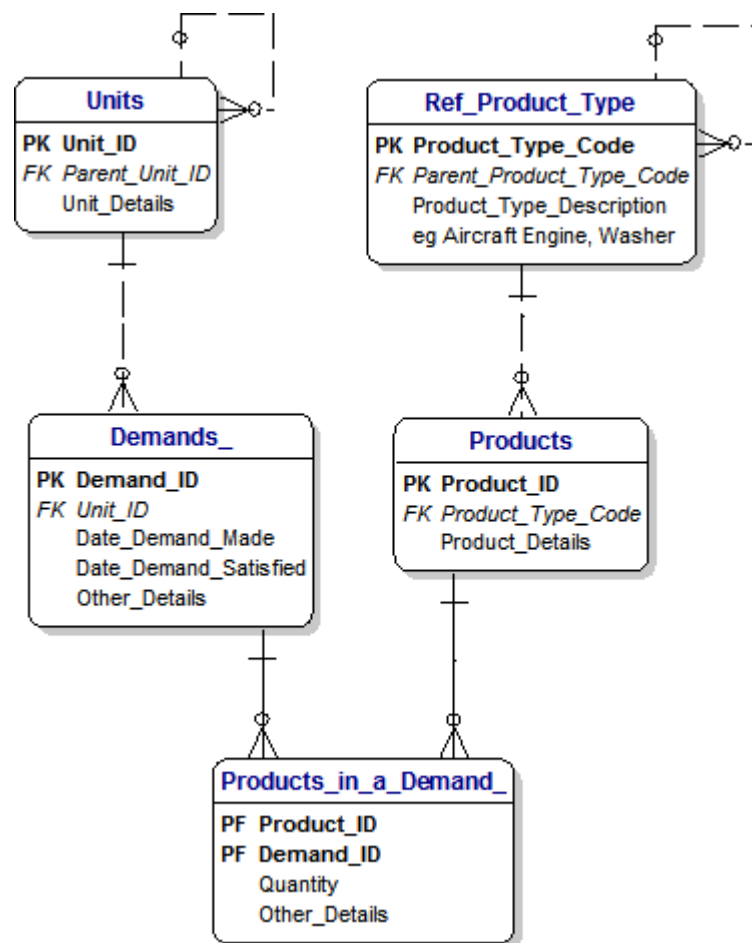 Units
PK Unit_ID
FK Parent_Unit_ID
Unit_Details
Ref_Product_Type
PK Product_Type_Code
FK Parent_Product_Type_Code
Product_Type_Description
eg Aircraft Engine, Washer
Demands_
PK Demand_ID
FK Unit_ID
Date_Demand_Made
Date_Demand_Satisfied
Other_Details
Products
PK Product_ID
FK Product_Type_Code
Product_Details
Products_in_a_Demand_
PF Product_ID
PF Demand_ID
Quantity
Other_Details